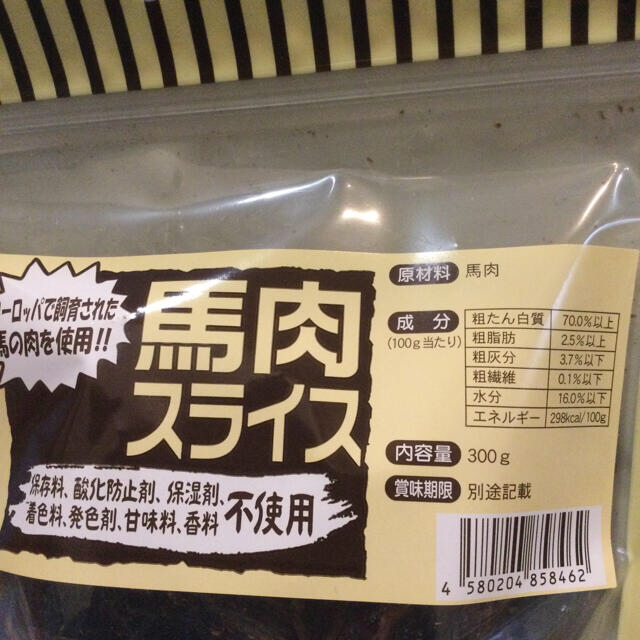 ーロッパで飼育された
馬の肉を使用!!
馬肉
スライス
保存料、酸化防止剤、保湿剤、
着色料、発色剤、甘味料、香料 不使用
原材料 馬肉
成分
(100g当たり)
粗たん白質 70.0%以上
粗脂肪 2.5%以上
粗灰分 3.7%以下
粗繊維 0.1%以下
水分 16.0%以下
エネルギー 298kcal/100g
内容量 300g
賞味期限 別途記載
4 580204 858462